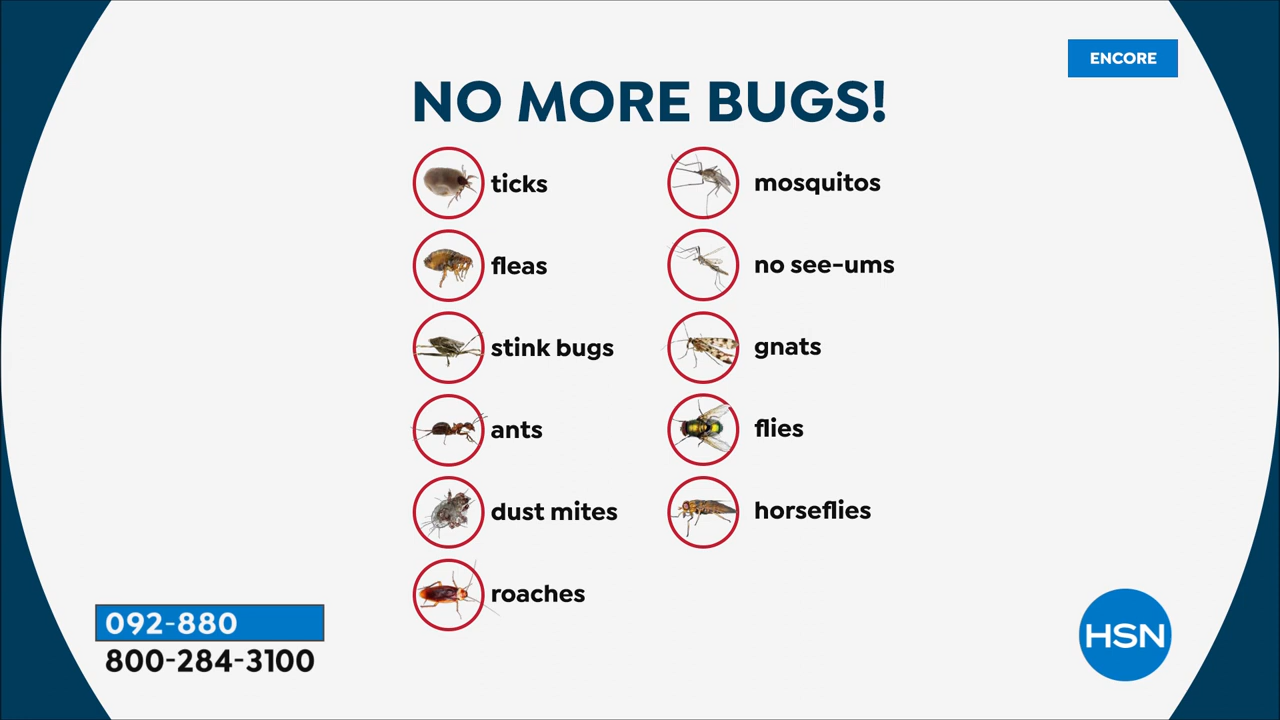 ENCORE
NO MORE BUGS!
ticks
fleas
stink bugs
ants
dust mites
roaches
mosquitos
no see-ums
gnats
flies
horseflies
092-880
800-284-3100
HSN